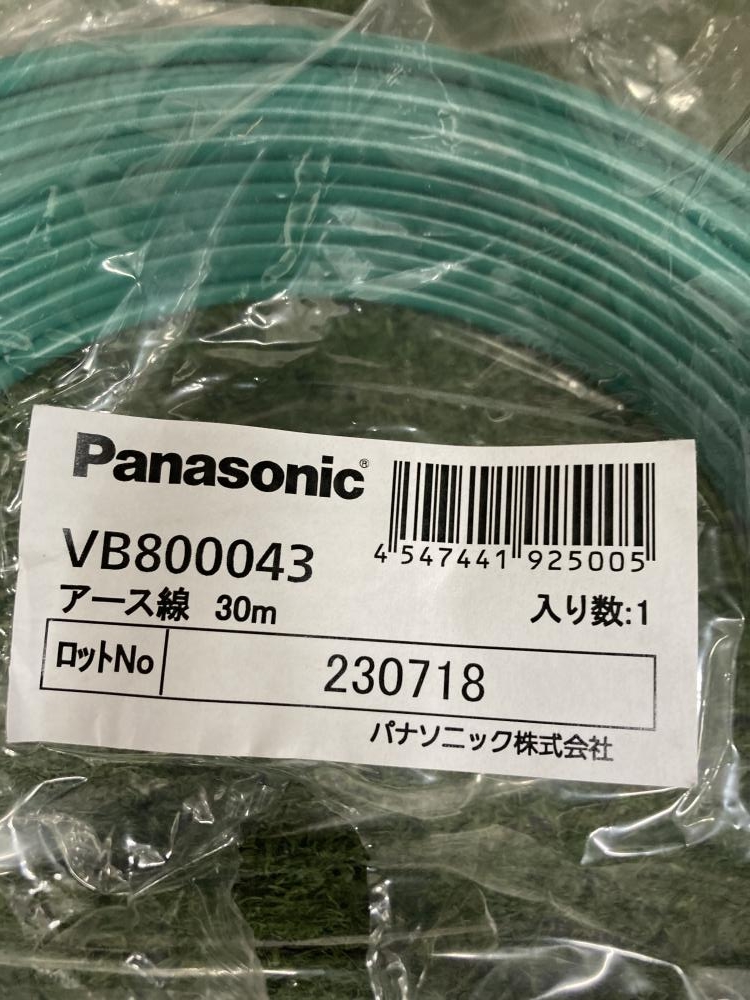 Panasonic®
VB800043
4 547441 925005
アース線 30m
入り数:1
ロットNo 230718
パナソニック株式会社